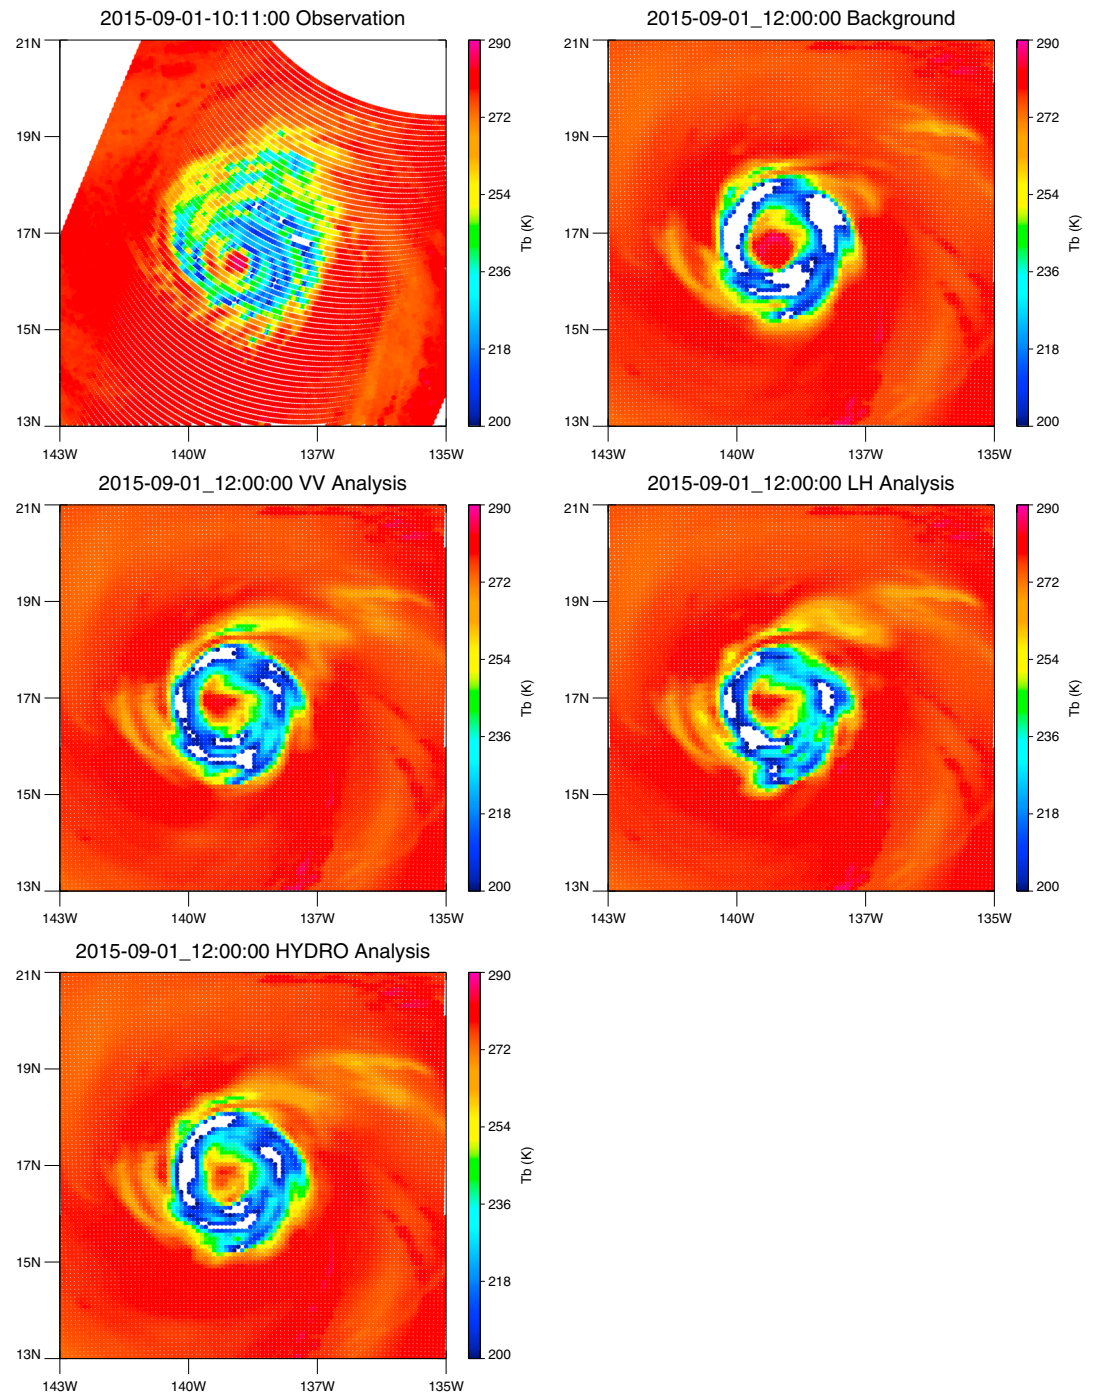 2015-09-01-10:11:00 Observation
21N
19N
17N
15N
13N
143W
140W
137W
135W
290
272
254
236
218
200
Tb (K)
2015-09-01_12:00:00 Background
21N
19N
17N
15N
13N
143W
140W
137W
135W
290
272
254
236
218
200
Tb (K)
2015-09-01_12:00:00 VV Analysis
21N
19N
17N
15N
13N
143W
140W
137W
135W
290
272
254
236
218
200
Tb (K)
2015-09-01_12:00:00 LH Analysis
21N
19N
17N
15N
13N
143W
140W
137W
135W
290
272
254
236
218
200
Tb (K)
2015-09-01_12:00:00 HYDRO Analysis
21N
19N
17N
15N
13N
143W
140W
137W
135W
290
272
254
236
218
200
Tb (K)